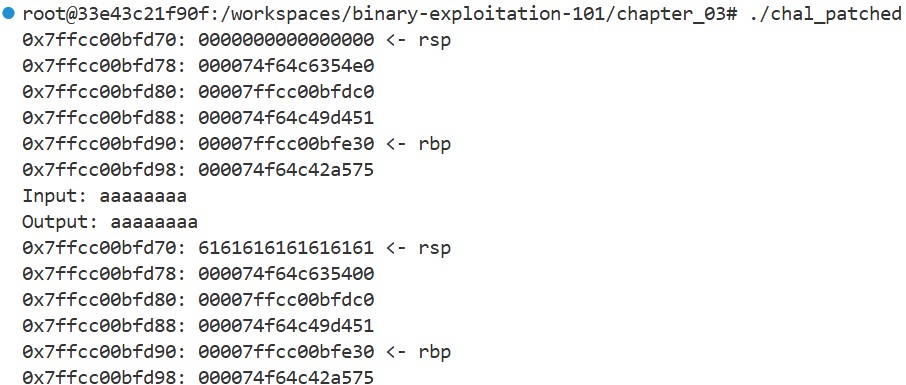 root@33e43c21f90f:/workspaces/binary-exploitation-101/chapter_03# ./chal_patched
0x7ffcc00bfd70: 0000000000000000 <- rsp
0x7ffcc00bfd78: 000074f64c6354e0
0x7ffcc00bfd80: 00007ffcc00bfdc0
0x7ffcc00bfd88: 000074f64c49d451
0x7ffcc00bfd90: 00007ffcc00bfe30 <- rbp
0x7ffcc00bfd98: 000074f64c42a575
Input: aaaaaaaa
Output: aaaaaaaa
0x7ffcc00bfd70: 6161616161616161 <- rsp
0x7ffcc00bfd78: 000074f64c635400
0x7ffcc00bfd80: 00007ffcc00bfdc0
0x7ffcc00bfd88: 000074f64c49d451
0x7ffcc00bfd90: 00007ffcc00bfe30 <- rbp
0x7ffcc00bfd98: 000074f64c42a575